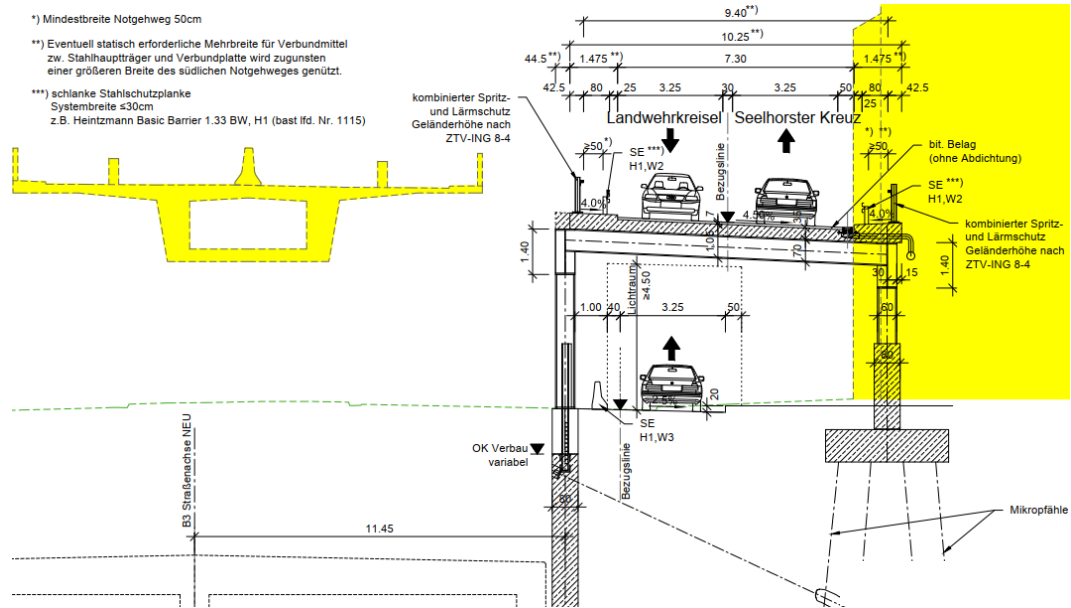 *) Mindestbreite Notgehweg 50cm
**) Eventuell statisch erforderliche Mehrbreite für Verbundmittel
zw. Stahlhauptträger und Verbundplatte wird zugunsten
einer größeren Breite des südlichen Notgehweges genützt.
***) schlanke Stahlschutzplanke
Systembreite ≤30cm
z.B. Heintzmann Basic Barrier 1.33 BW, H1 (bast lfd. Nr. 1115)
9.40**)
10.25**)
44.5**) 1.475**) 7.30 1.475**)
42.5 80 25 3.25 30 3.25 50 80 42.5
25
kombinierter Spritz-
und Lärmschutz
Geländerhöhe nach
ZTV-ING 8-4
Landwehrkreisel
Seelhorster Kreuz
≥50*)
SE ***)
H1,W2
Bezugslinie
*) **)
≥50
bit. Belag
(ohne Abdichtung)
SE ***)
H1,W2
kombinierter Spritz-
und Lärmschutz
Geländerhöhe nach
ZTV-ING 8-4
4.0%
7
4.50%
4.0%
1.40
1.05
70
30
15
1.40
Lichtraum
≥4.50
1.00 40 3.25 50
60
80
2.5%
20
SE
H1,W3
Bezugslinie
OK Verbau
variabel
B3 Straßenachse NEU
11.45
80
Mikropfähle